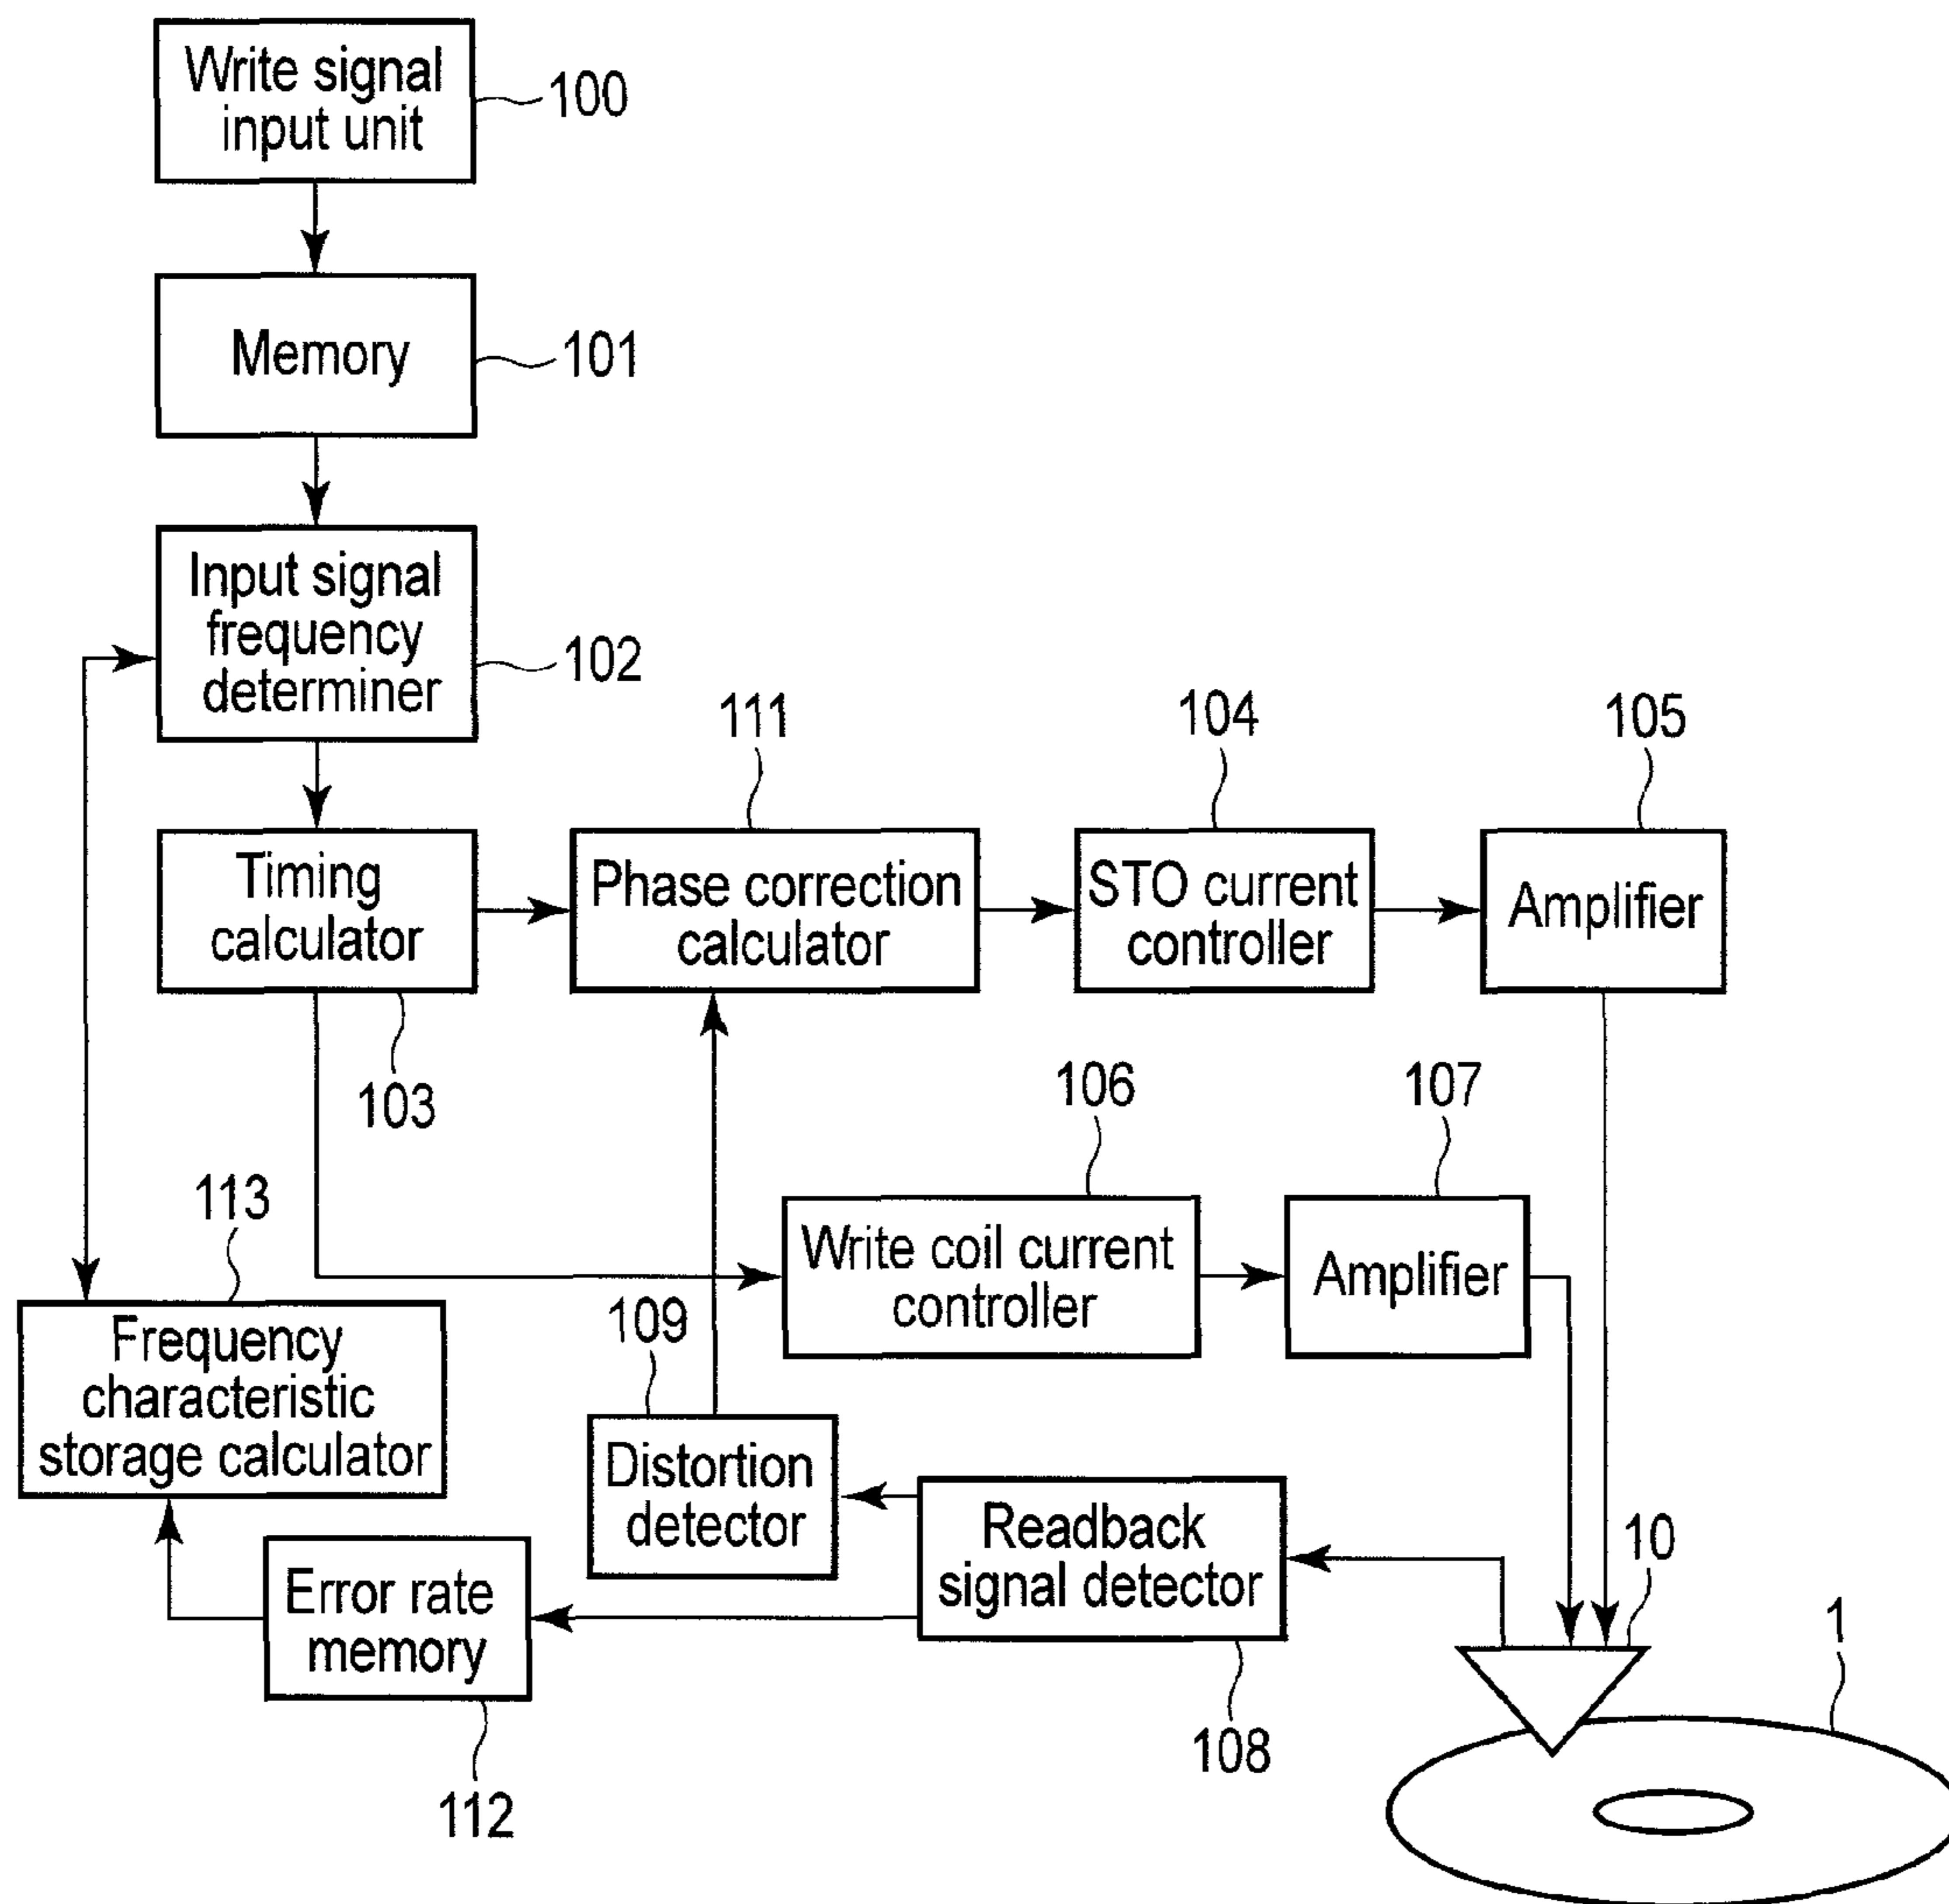 Write signal
input unit
100
Memory
101
Input signal
frequency
determiner
102
111
104
105
Timing
calculator
Phase correction
calculator
STO current
controller
Amplifier
103
106
107
113
Write coil current
controller
Amplifier
109
Frequency
characteristic
storage calculator
Distortion
detector
Readback
signal detector
10
Error rate
memory
1
108
112